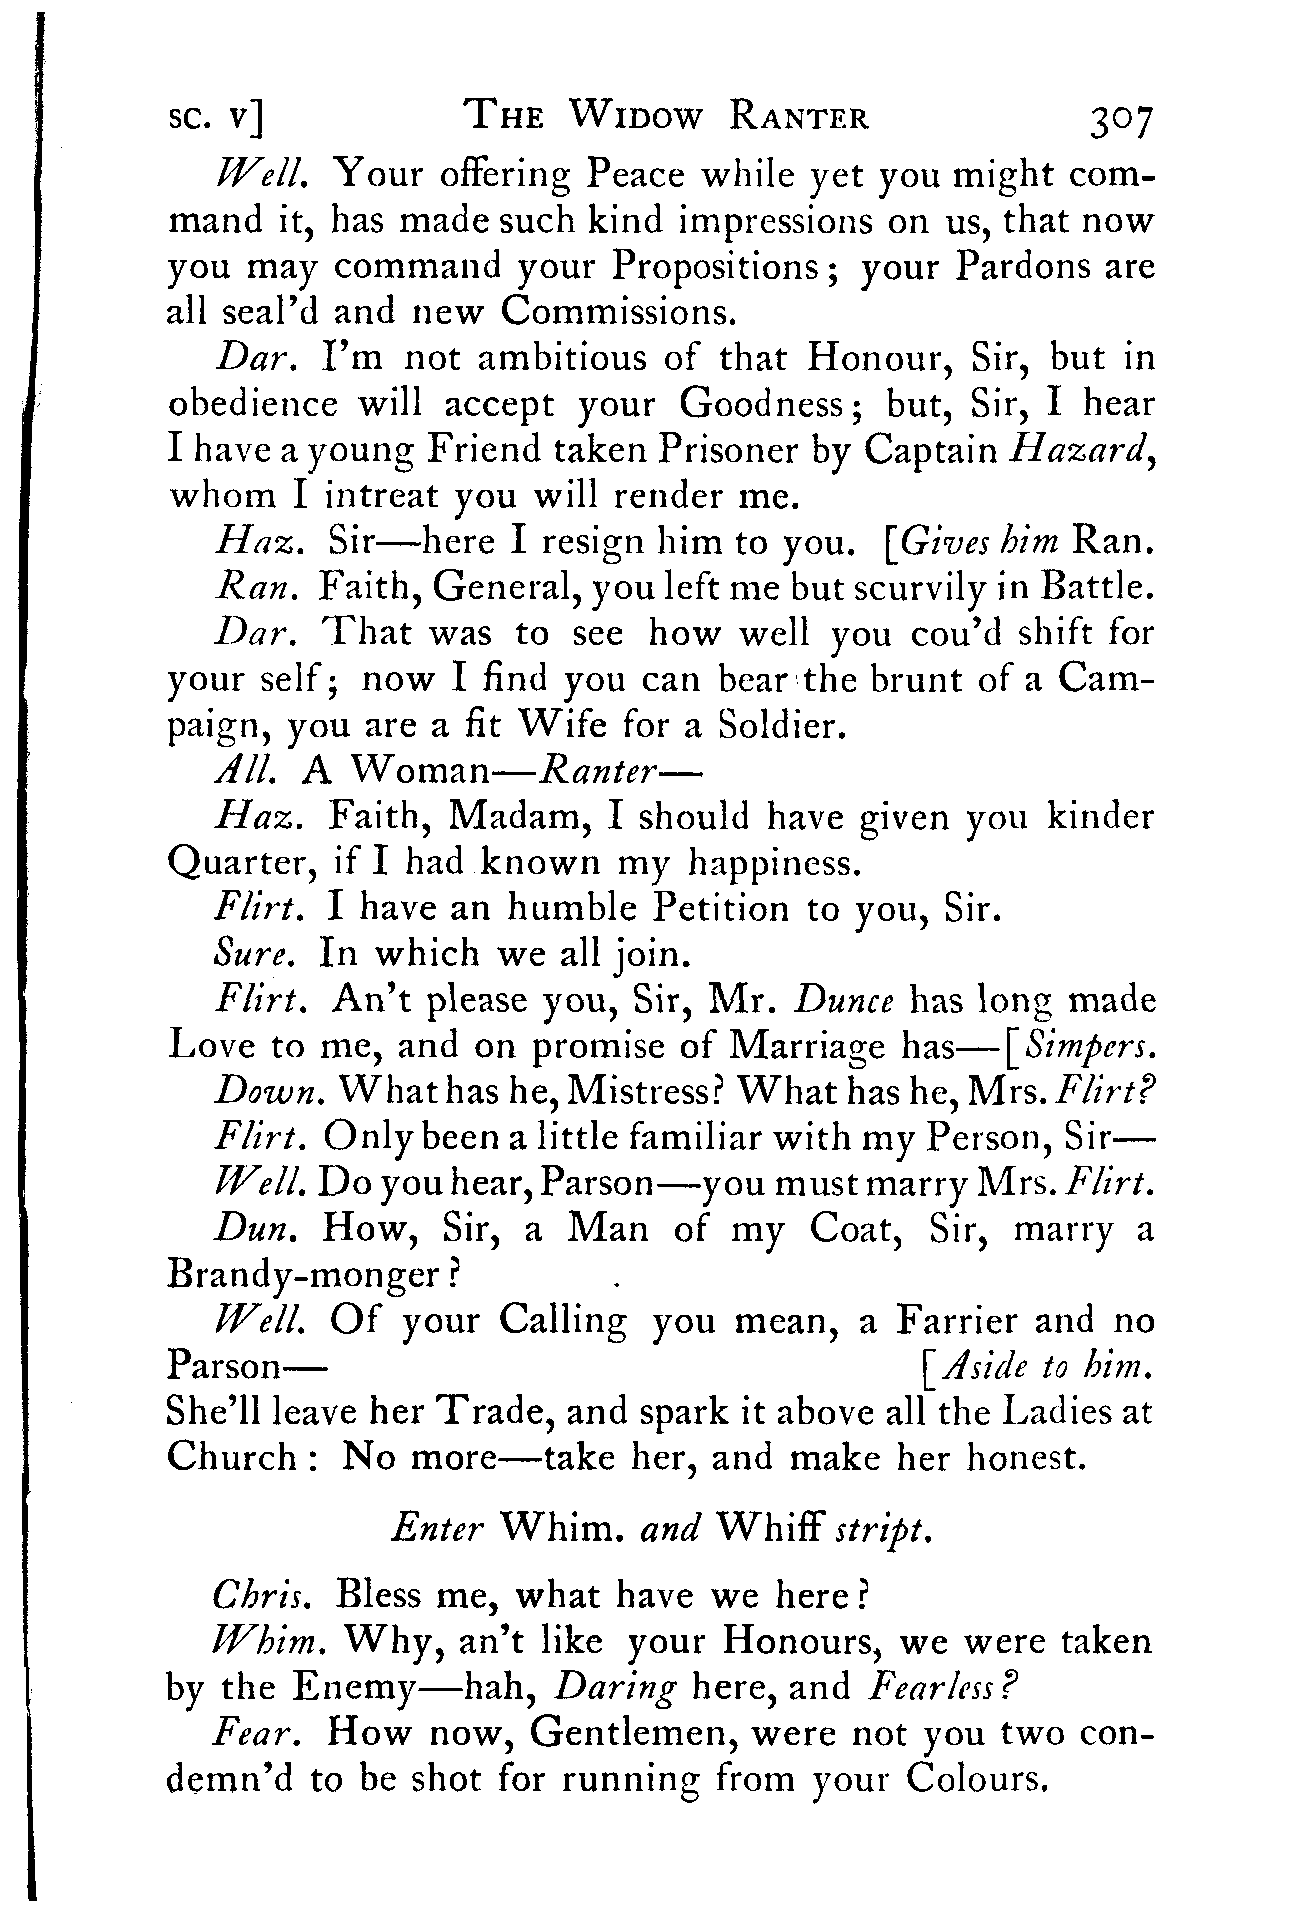 SC. V] THE WIDOW RANTER 307
Well. Your offering Peace while yet you might com-
mand it, has made such kind impressions on us, that now
you may command your Propositions; your Pardons are
all seal'd and new Commissions.
Dar. I'm not ambitious of that Honour, Sir, but in
obedience will accept your Goodness; but, Sir, I hear
I have a young Friend taken Prisoner by Captain Hazard,
whom I intreat you will render me.
Haz. Sir—here I resign him to you. [Gives him Ran.
Ran. Faith, General, you left me but scurvily in Battle.
Dar. That was to see how well you cou'd shift for
your self; now I find you can bear the brunt of a Cam-
paign, you are a fit Wife for a Soldier.
All. A Woman—Ranter—
Haz. Faith, Madam, I should have given you kinder
Quarter, if I had known my happiness.
Flirt. I have an humble Petition to you, Sir.
Sure. In which we all join.
Flirt. An't please you, Sir, Mr. Dunce has long made
Love to me, and on promise of Marriage has—[Simpers.
Down. What has he, Mistress? What has he, Mrs. Flirt?
Flirt. Only been a little familiar with my Person, Sir—
Well. Do you hear, Parson—you must marry Mrs. Flirt.
Dun. How, Sir, a Man of my Coat, Sir, marry a
Brandy-monger?
Well. Of your Calling you mean, a Farrier and no
Parson— [Aside to him.
She'll leave her Trade, and spark it above all the Ladies at
Church: No more—take her, and make her honest.
Enter Whim. and Whiff stript.
Chris. Bless me, what have we here?
Whim. Why, an't like your Honours, we were taken
by the Enemy—hah, Daring here, and Fearless?
Fear. How now, Gentlemen, were not you two con-
demn'd to be shot for running from your Colours.